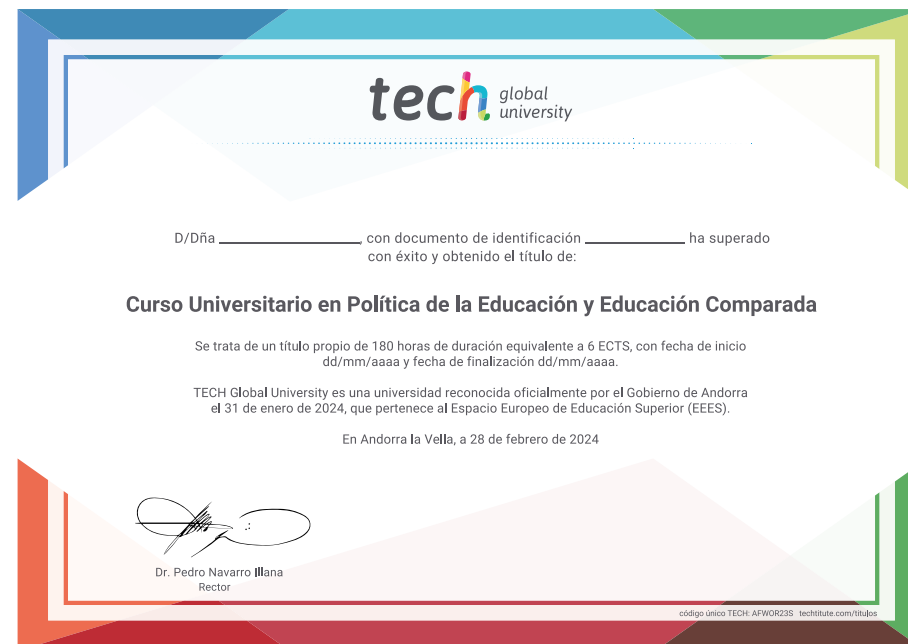 tech global
university
D/Dña ____________________, con documento de identificación ______________ ha superado
con éxito y obtenido el título de:
Curso Universitario en Política de la Educación y Educación Comparada
Se trata de un título propio de 180 horas de duración equivalente a 6 ECTS, con fecha de inicio
dd/mm/aaaa y fecha de finalización dd/mm/aaaa.
TECH Global University es una universidad reconocida oficialmente por el Gobierno de Andorra
el 31 de enero de 2024, que pertenece al Espacio Europeo de Educación Superior (EEES).
En Andorra la Vella, a 28 de febrero de 2024
Dr. Pedro Navarro Illana
Rector
código único TECH: AFWOR23S techtitute.com/titulos